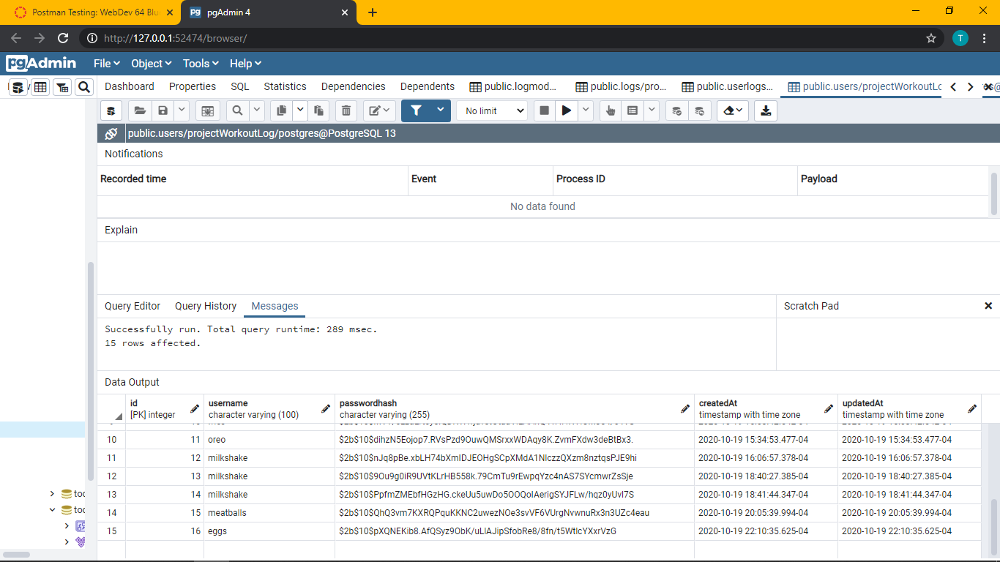 Postman Testing: WebDev 64 Blu
pgAdmin 4
http://127.0.0.1:52474/browser/
T
pgAdmin
File Object Tools Help
Dashboard Properties SQL Statistics Dependencies Dependents public.logmod... public.logs/pro... public.userlogs... public.users/projectWorkoutLo
No limit
public.users/projectWorkoutLog/postgres@PostgreSQL 13
Notifications
Recorded time Event Process ID Payload
No data found
Explain
Query Editor Query History Messages Scratch Pad
Successfully run. Total query runtime: 289 msec.
15 rows affected.
Data Output
id username passwordhash createdAt updatedAt
[PK] integer character varying (100) character varying (255) timestamp with time zone timestamp with time zone
10 11 oreo $2b$10$dihzN5Eojop7.RVsPzd9OuwQMSrxxWDAqy8K.ZvmFXdw3deBtBx3. 2020-10-19 15:34:53.477-04 2020-10-19 15:34:53.477-04
11 12 milkshake $2b$10$nJq8pBe.xbLH74bXmIDJEOHgSCpXMdA1NIczzQXzm8nztqsPJE9hi 2020-10-19 16:06:57.378-04 2020-10-19 16:06:57.378-04
12 13 milkshake $2b$10$9Ou9g0iR9UVtKLrHB558k.79CmTu9rEwpqYzc4nAS7SYcmwrZsSje 2020-10-19 18:40:27.385-04 2020-10-19 18:40:27.385-04
13 14 milkshake $2b$10$PpfmZMEbfHGzHG.ckeUu5uwDo5OOQolAerigSYJFLw/hqz0yUvI7S 2020-10-19 18:41:44.347-04 2020-10-19 18:41:44.347-04
14 15 meatballs $2b$10$QhQ3vm7KXRQPquKKNC2uwezNOe3svVF6VUrgNvwnuRx3n3UZc4eau 2020-10-19 20:05:39.994-04 2020-10-19 20:05:39.994-04
15 16 eggs $2b$10$pXQNEKib8.AfQSyz9ObK/uLlAJipSfobRe8/8fn/t5WtIcYXxrVzG 2020-10-19 22:10:35.625-04 2020-10-19 22:10:35.625-04
too
too